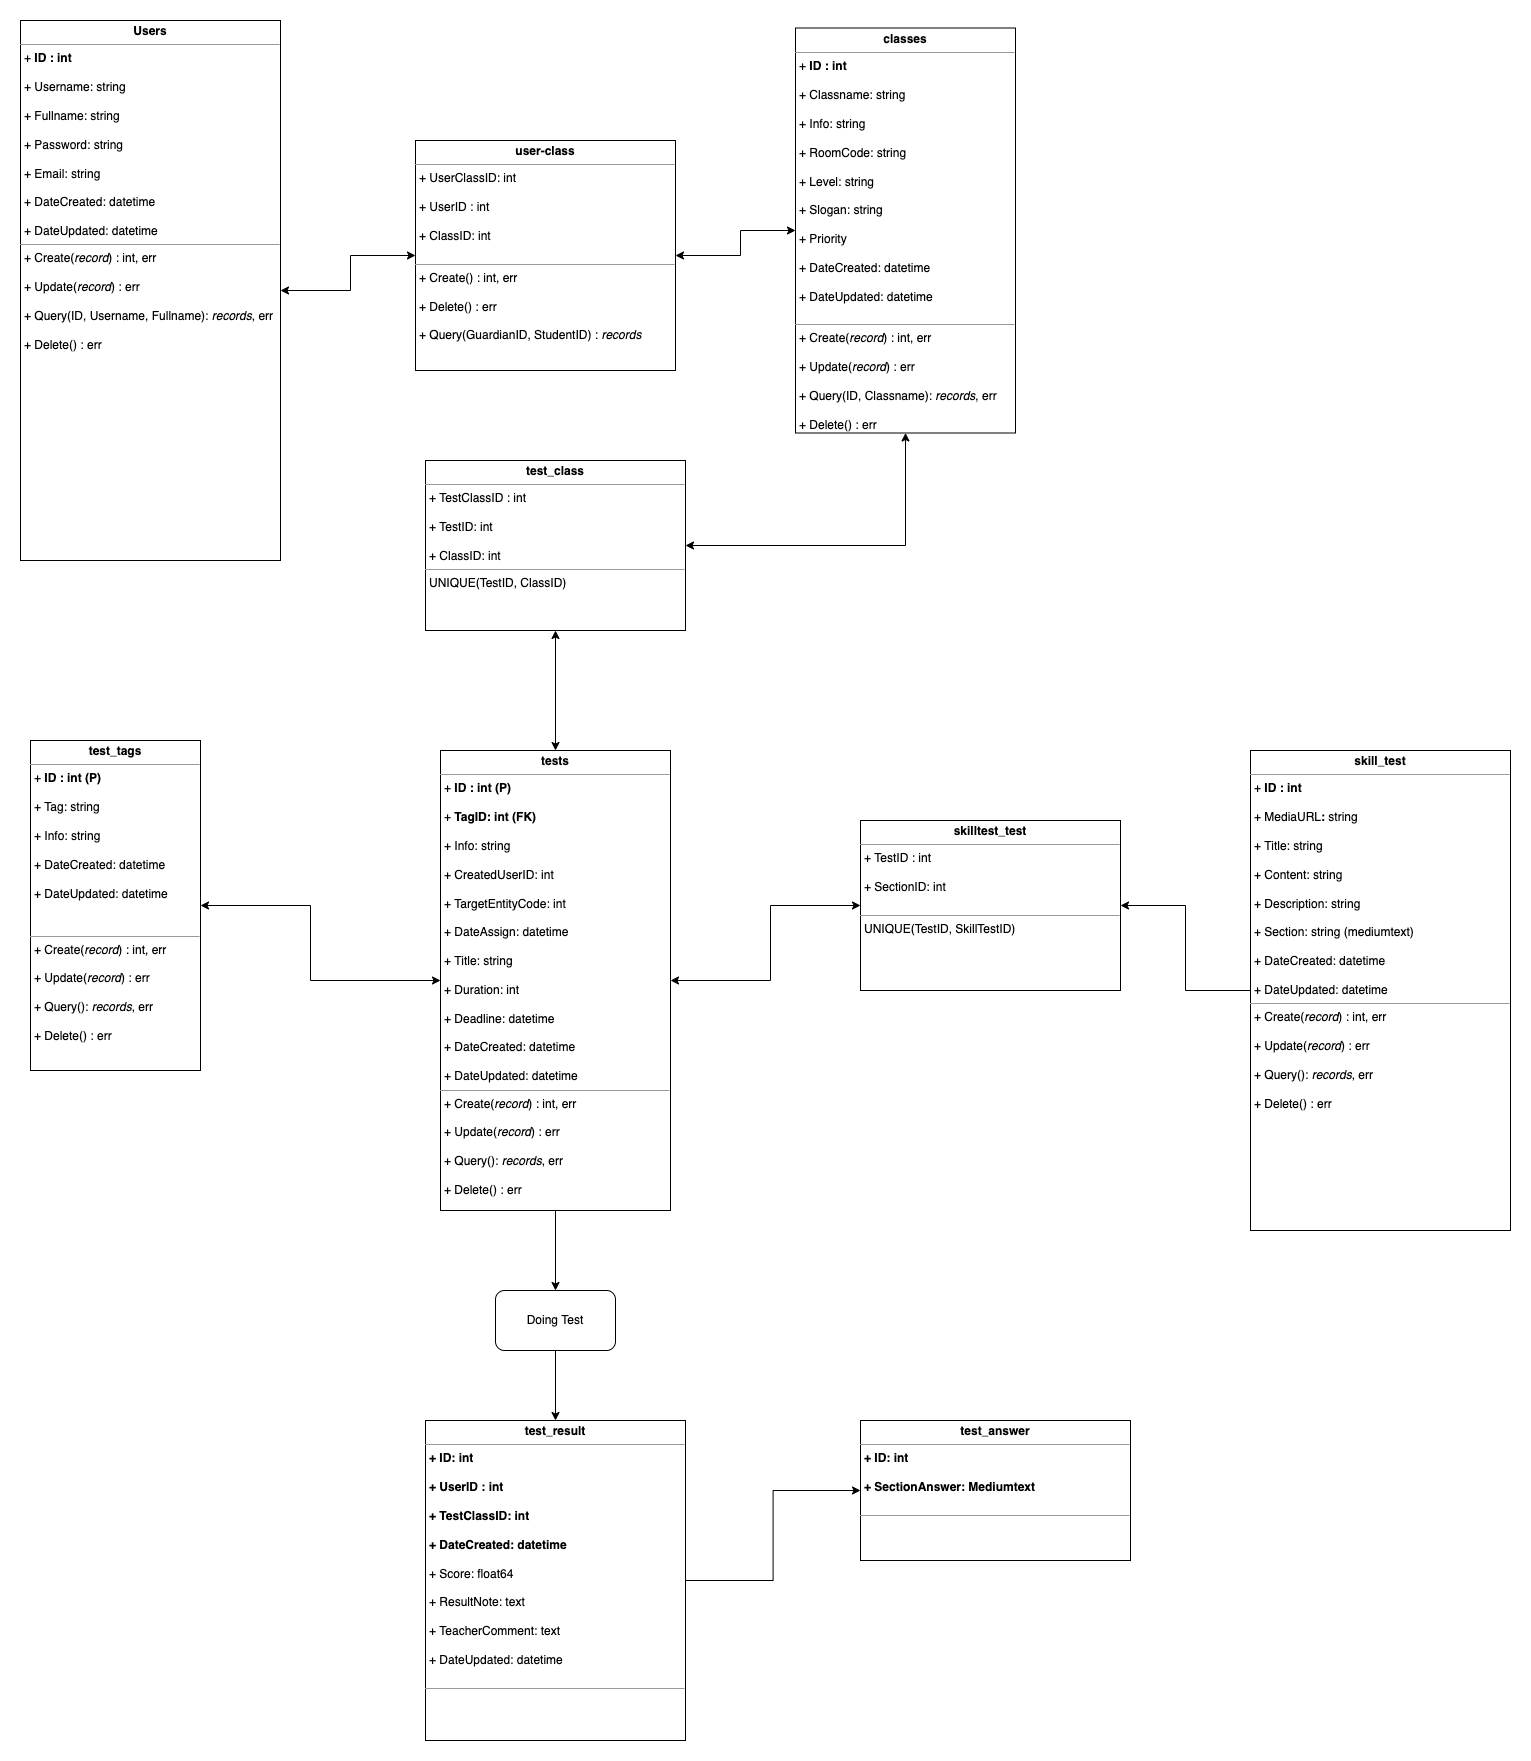 Users
+ ID : int
+ Username: string
+ Fullname: string
+ Password: string
+ Email: string
+ DateCreated: datetime
+ DateUpdated: datetime
+ Create(record) : int, err
+ Update(record) : err
+ Query(ID, Username, Fullname): records, err
+ Delete() : err
user-class
+ UserClassID: int
+ UserID : int
+ ClassID: int
+ Create() : int, err
+ Delete() : err
+ Query(GuardianID, StudentID) : records
classes
+ ID : int
+ Classname: string
+ Info: string
+ RoomCode: string
+ Level: string
+ Slogan: string
+ Priority
+ DateCreated: datetime
+ DateUpdated: datetime
+ Create(record) : int, err
+ Update(record) : err
+ Query(ID, Classname): records, err
+ Delete() : err
test_class
+ TestClassID : int
+ TestID: int
+ ClassID: int
UNIQUE(TestID, ClassID)
test_tags
+ ID : int (P)
+ Tag: string
+ Info: string
+ DateCreated: datetime
+ DateUpdated: datetime
+ Create(record) : int, err
+ Update(record) : err
+ Query(): records, err
+ Delete() : err
tests
+ ID : int (P)
+ TagID: int (FK)
+ Info: string
+ CreatedUserID: int
+ TargetEntityCode: int
+ DateAssign: datetime
+ Title: string
+ Duration: int
+ Deadline: datetime
+ DateCreated: datetime
+ DateUpdated: datetime
+ Create(record) : int, err
+ Update(record) : err
+ Query(): records, err
+ Delete() : err
skilltest_test
+ TestID : int
+ SectionID: int
UNIQUE(TestID, SkillTestID)
skill_test
+ ID : int
+ MediaURL: string
+ Title: string
+ Content: string
+ Description: string
+ Section: string (mediumtext)
+ DateCreated: datetime
+ DateUpdated: datetime
+ Create(record) : int, err
+ Update(record) : err
+ Query(): records, err
+ Delete() : err
Doing Test
test_result
+ ID: int
+ UserID : int
+ TestClassID: int
+ DateCreated: datetime
+ Score: float64
+ ResultNote: text
+ TeacherComment: text
+ DateUpdated: datetime
test_answer
+ ID: int
+ SectionAnswer: Mediumtext